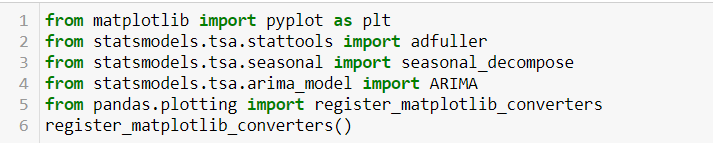 1 from matplotlib import pyplot as plt
2 from statsmodels.tsa.stattools import adfuller
3 from statsmodels.tsa.seasonal import seasonal_decompose
4 from statsmodels.tsa.arima_model import ARIMA
5 from pandas.plotting import register_matplotlib_converters
6 register_matplotlib_converters()